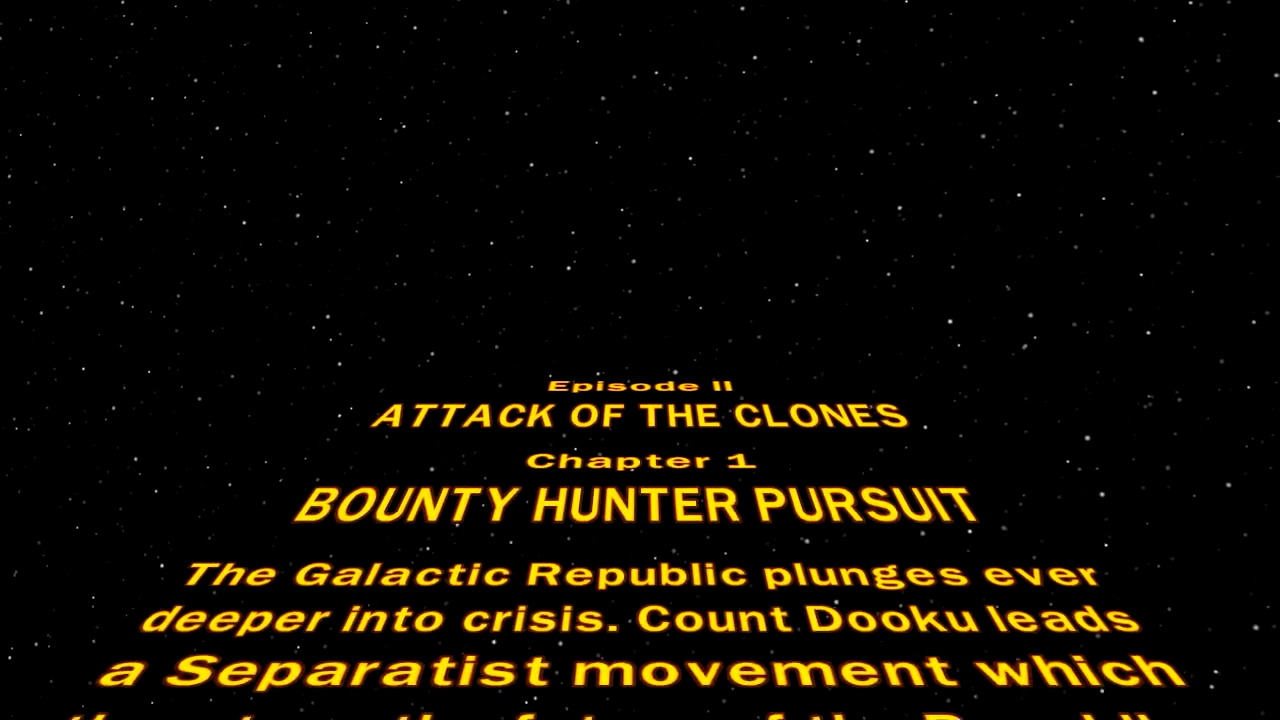 Episode II
ATTACK OF THE CLONES
Chapter 1
BOUNTY HUNTER PURSUIT
The Galactic Republic plunges ever
deeper into crisis. Count Dooku leads
a Separatist movement which